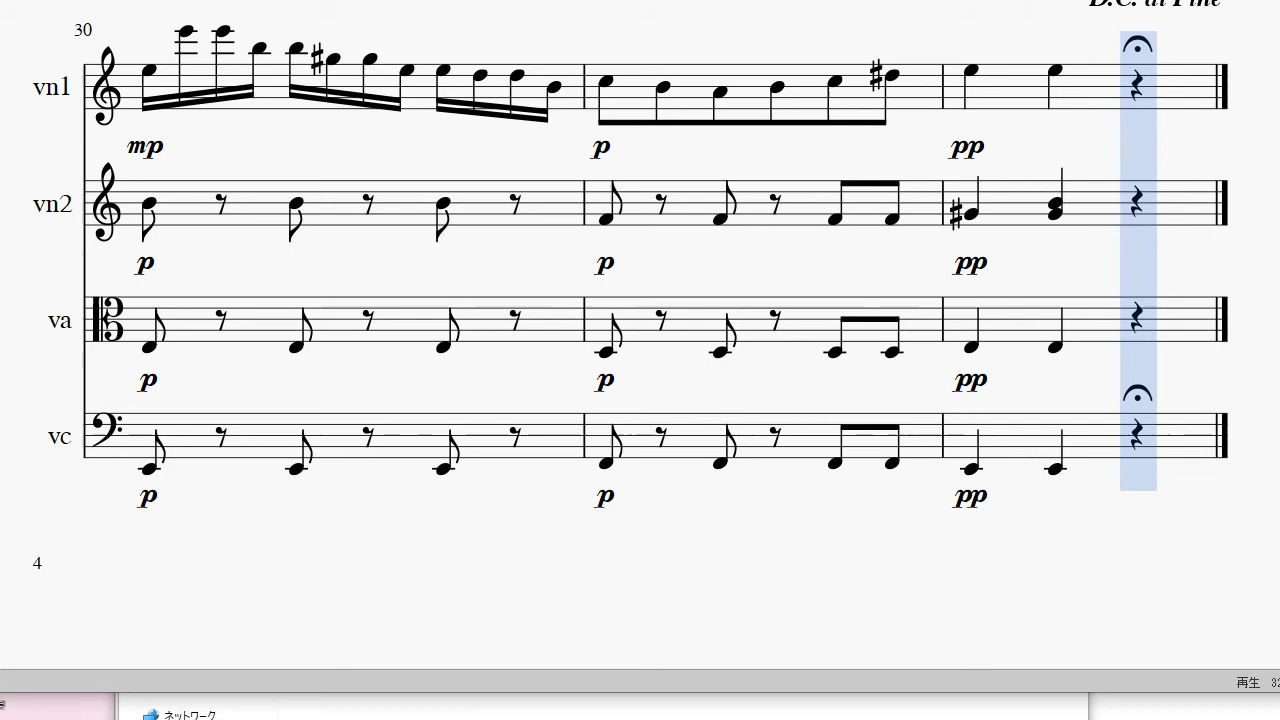 D.C. al Fine
30
vn1
mp p pp
vn2
p p pp
va
p p pp
vc
p p pp
4
再生 32
ネットワーク